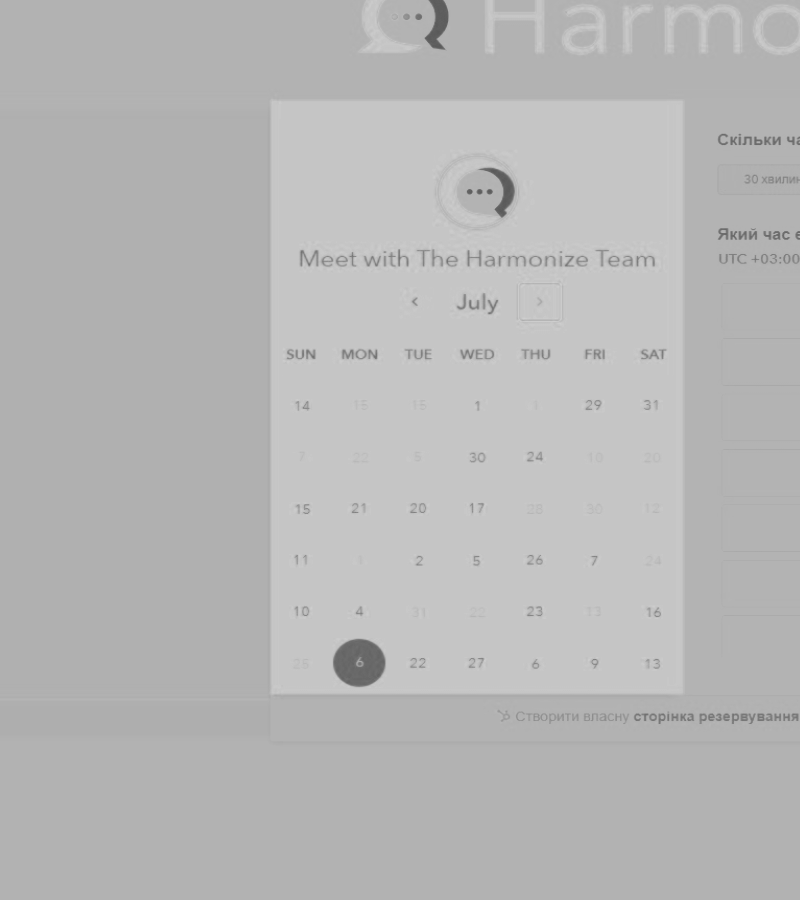 Harmo
Meet with The Harmonize Team
July
SUN MON TUE WED THU FRI SAT
14 15 15 1 1 29 31
7 22 5 30 24 10 20
15 21 20 17 28 30 12
11 1 2 5 26 7 24
10 4 31 22 23 13 16
25 6 22 27 6 9 13
Скільки ча
30 хвилин
Який час є
UTC +03:00
Створити власну сторінка резервування